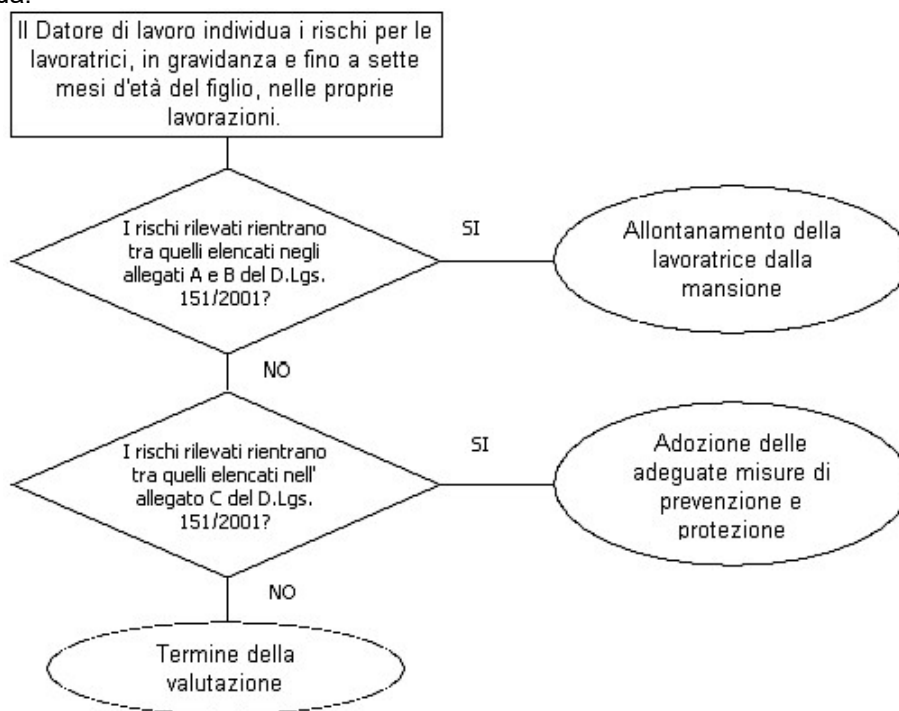 Il Datore di lavoro individua i rischi per le
lavoratrici, in gravidanza e fino a sette
mesi d'età del figlio, nelle proprie
lavorazioni.
I rischi rilevati rientrano
tra quelli elencati negli
allegati A e B del D.Lgs.
151/2001?
SI
Allontanamento della
lavoratrice dalla
mansione
NO
I rischi rilevati rientrano
tra quelli elencati nell'
allegato C del D.Lgs.
151/2001?
SI
Adozione delle
adeguate misure di
prevenzione e
protezione
NO
Termine della
valutazione